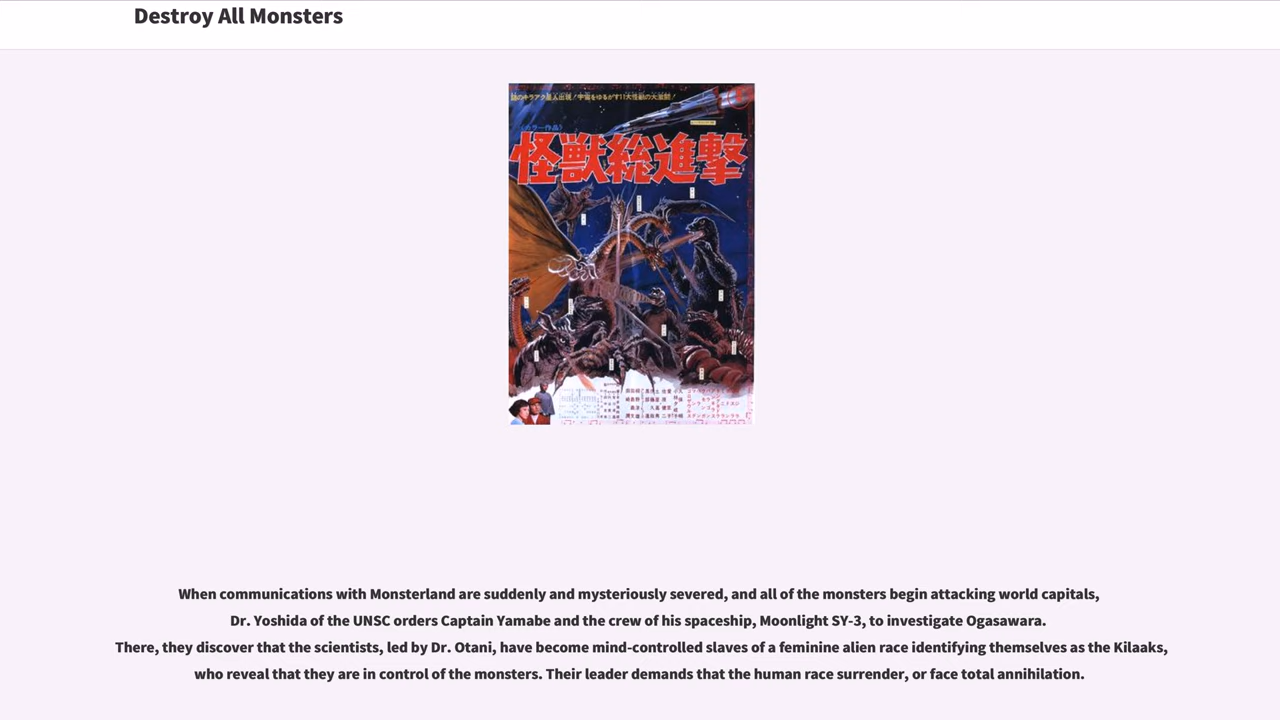 Destroy All Monsters
怪獣総進撃
When communications with Monsterland are suddenly and mysteriously severed, and all of the monsters begin attacking world capitals,
Dr. Yoshida of the UNSC orders Captain Yamabe and the crew of his spaceship, Moonlight SY-3, to investigate Ogasawara.
There, they discover that the scientists, led by Dr. Otani, have become mind-controlled slaves of a feminine alien race identifying themselves as the Kilaaks,
who reveal that they are in control of the monsters. Their leader demands that the human race surrender, or face total annihilation.